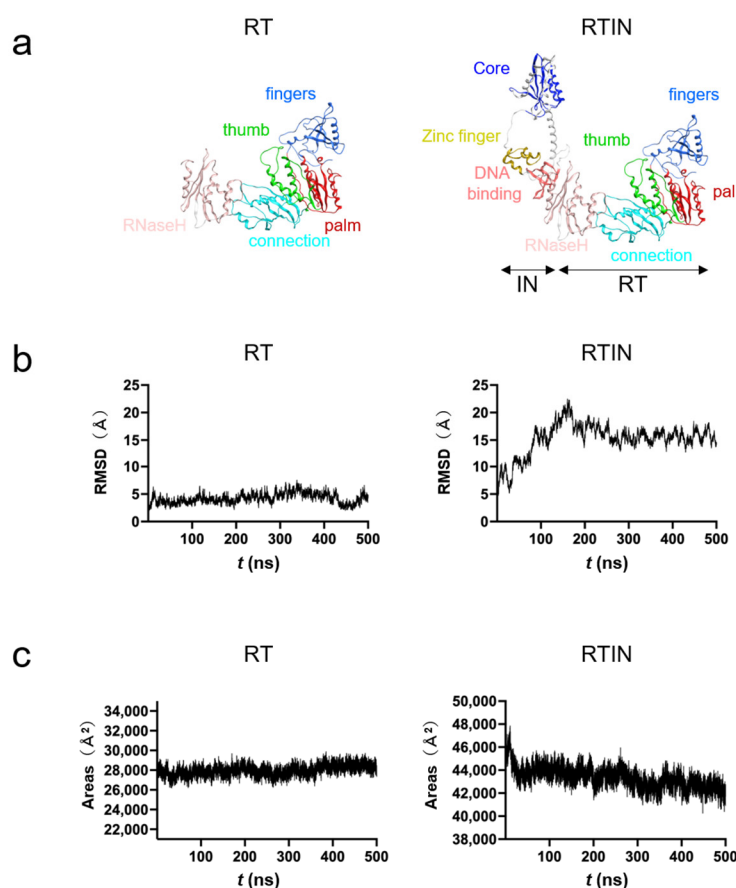 a
RT
RTIN
fingers
thumb
RNaseH
connection
palm
Core
Zinc finger
DNA
binding
RNaseH
thumb
fingers
pal
connection
IN
RT
b
RT
RTIN
RMSD (Å)
25
20
15
10
5
0
100 200 300 400 500
t (ns)
RMSD (Å)
25
20
15
10
5
0
100 200 300 400 500
t (ns)
c
RT
RTIN
Areas (Å²)
34,000
32,000
30,000
28,000
26,000
24,000
22,000
100 200 300 400 500
t (ns)
Areas (Å²)
50,000
48,000
46,000
44,000
42,000
40,000
38,000
100 200 300 400 500
t (ns)